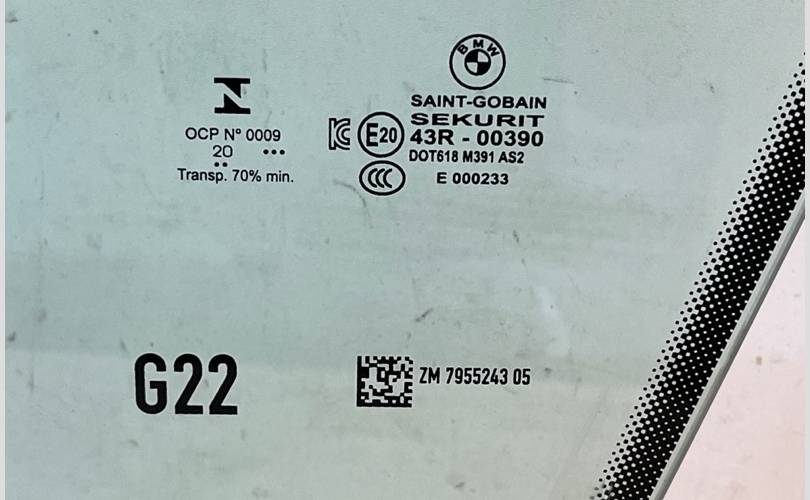 BMW
SAINT-GOBAIN
SEKURIT
OCP Nº 0009
20
Transp. 70% min.
E20
43R - 00390
DOT618 M391 AS2
CCC
E 000233
G22
ZM 7955243 05